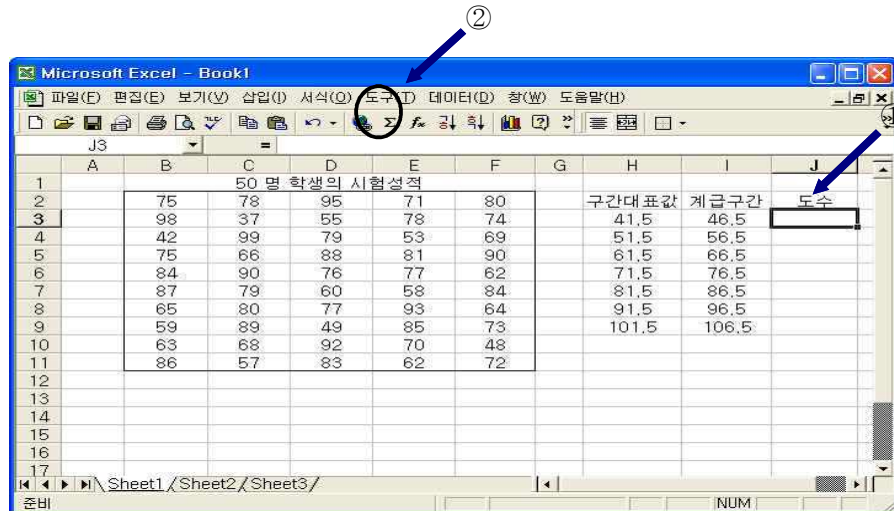 ②
Microsoft Excel - Book1
파일(F) 편집(E) 보기(V) 삽입(I) 서식(O) 도구(T) 데이터(D) 창(W) 도움말(H)
J3 =
A B C D E F G H I J
1 50 명 학생의 시험성적
2 75 78 95 71 80 구간대표값 계급구간 도수
3 98 37 55 78 74 41.5 46.5
4 42 99 79 53 69 51.5 56.5
5 75 66 88 81 90 61.5 66.5
6 84 90 76 77 62 71.5 76.5
7 87 79 60 58 84 81.5 86.5
8 65 80 77 93 64 91.5 96.5
9 59 89 49 85 73 101.5 106.5
10 63 68 92 70 48
11 86 57 83 62 72
12
13
14
15
16
17
Sheet1 / Sheet2 / Sheet3 /
준비 NUM